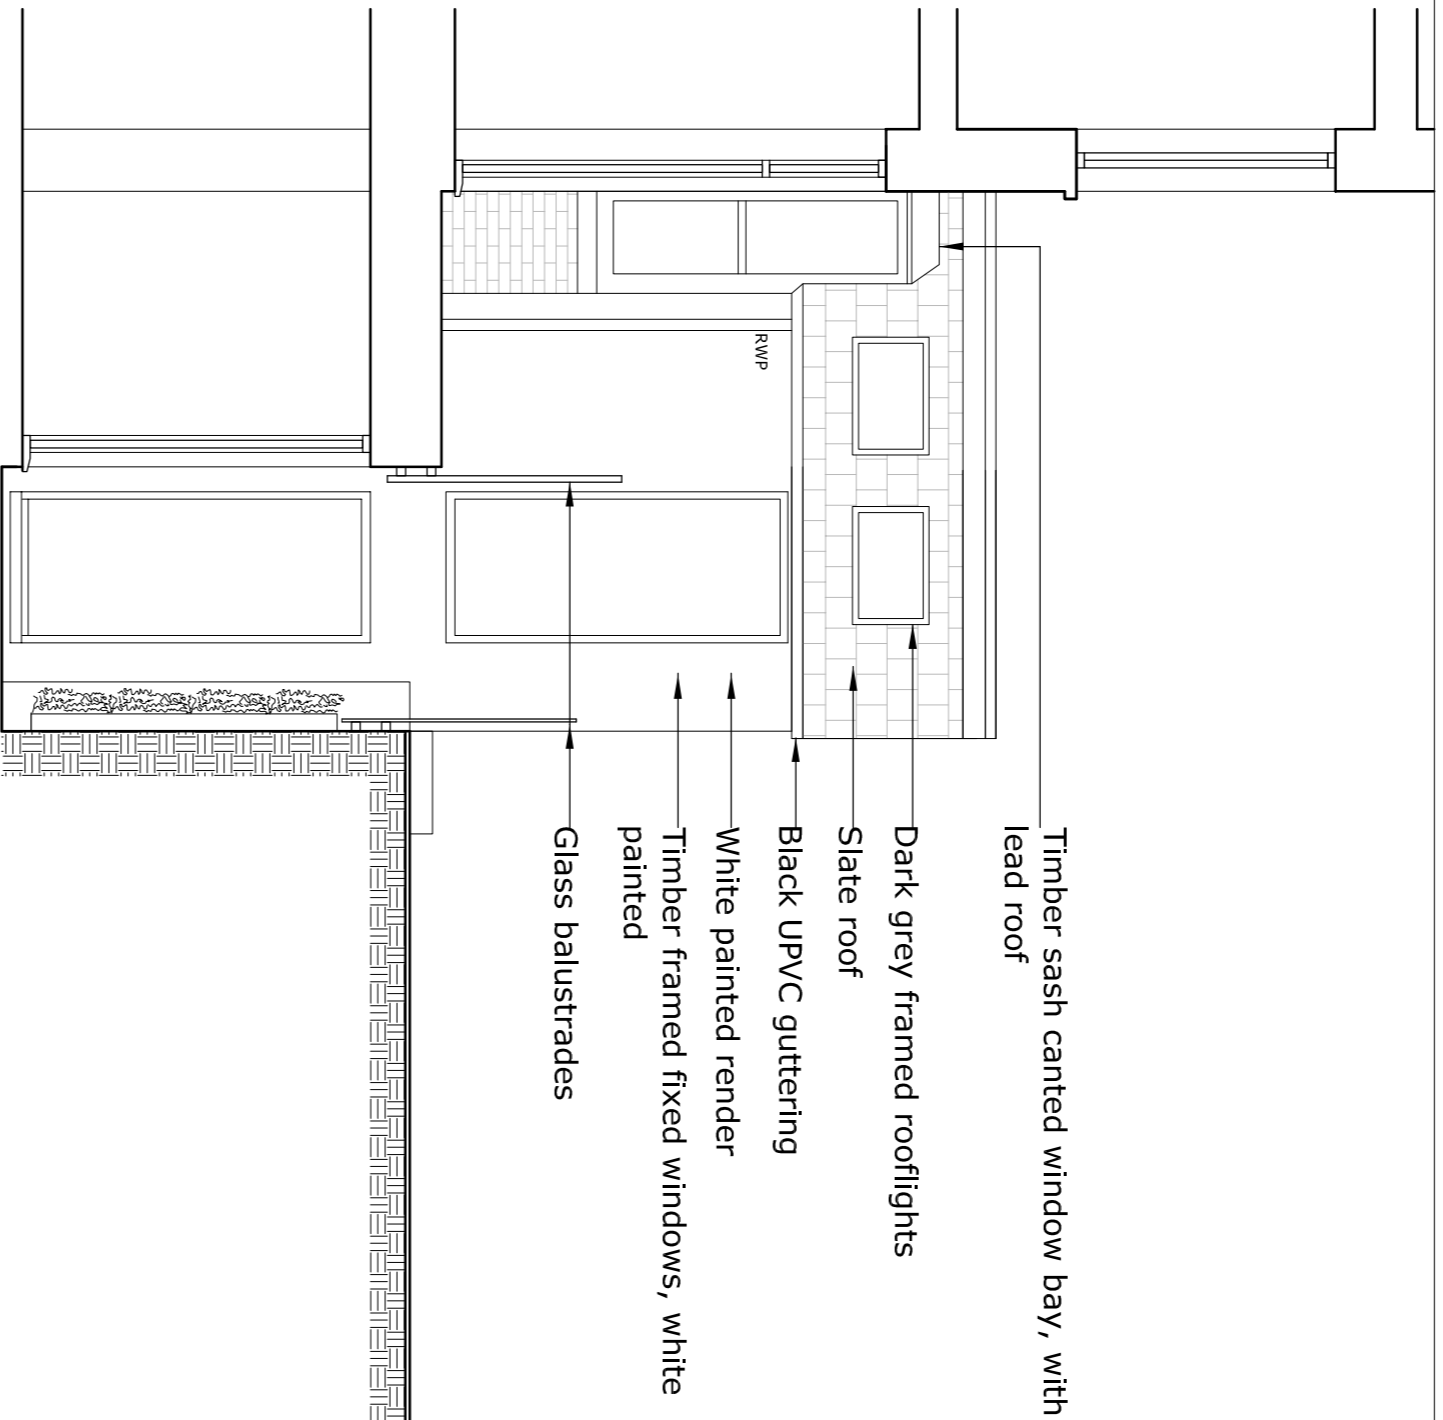 Timber sash canted window bay, with
lead roof
Dark grey framed rooflights
Slate roof
Black UPVC guttering
White painted render
Timber framed fixed windows, white
painted
Glass balustrades
RWP